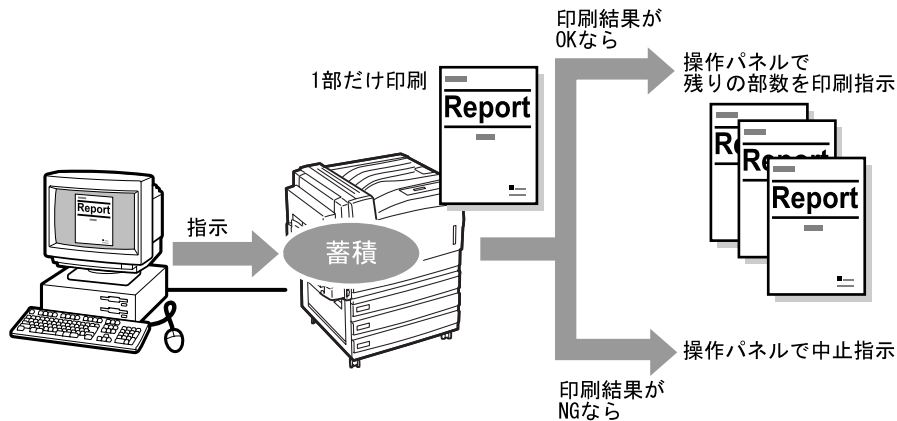 Report
指示
蓄積
1部だけ印刷
Report
印刷結果が
OKなら
操作パネルで
残りの部数を印刷指示
Re
Report
Report
操作パネルで中止指示
印刷結果が
NGなら